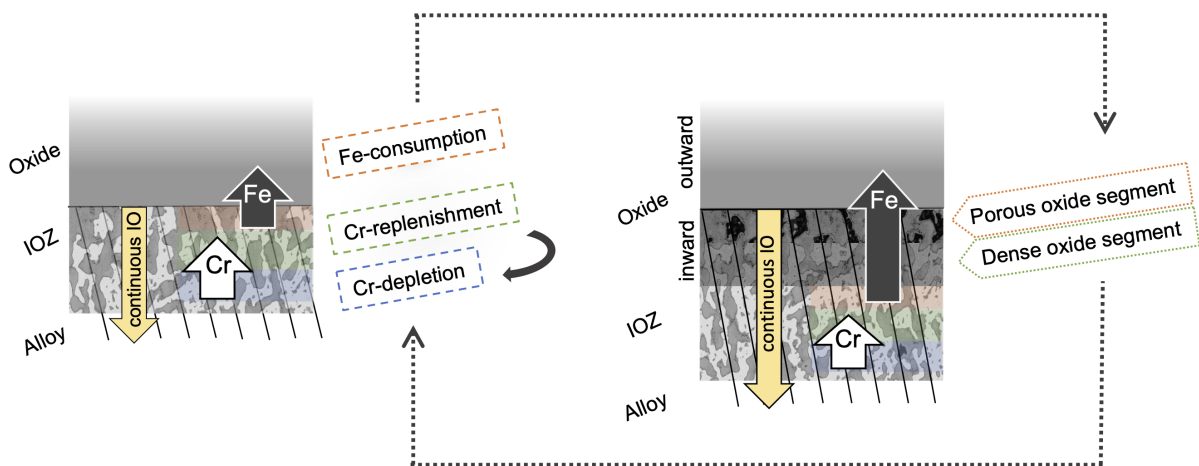 Oxide
IOZ
Alloy
continuous IO
Fe
Cr
Fe-consumption
Cr-replenishment
Cr-depletion
Oxide
outward
inward
IOZ
Alloy
continuous IO
Fe
Cr
Porous oxide segment
Dense oxide segment